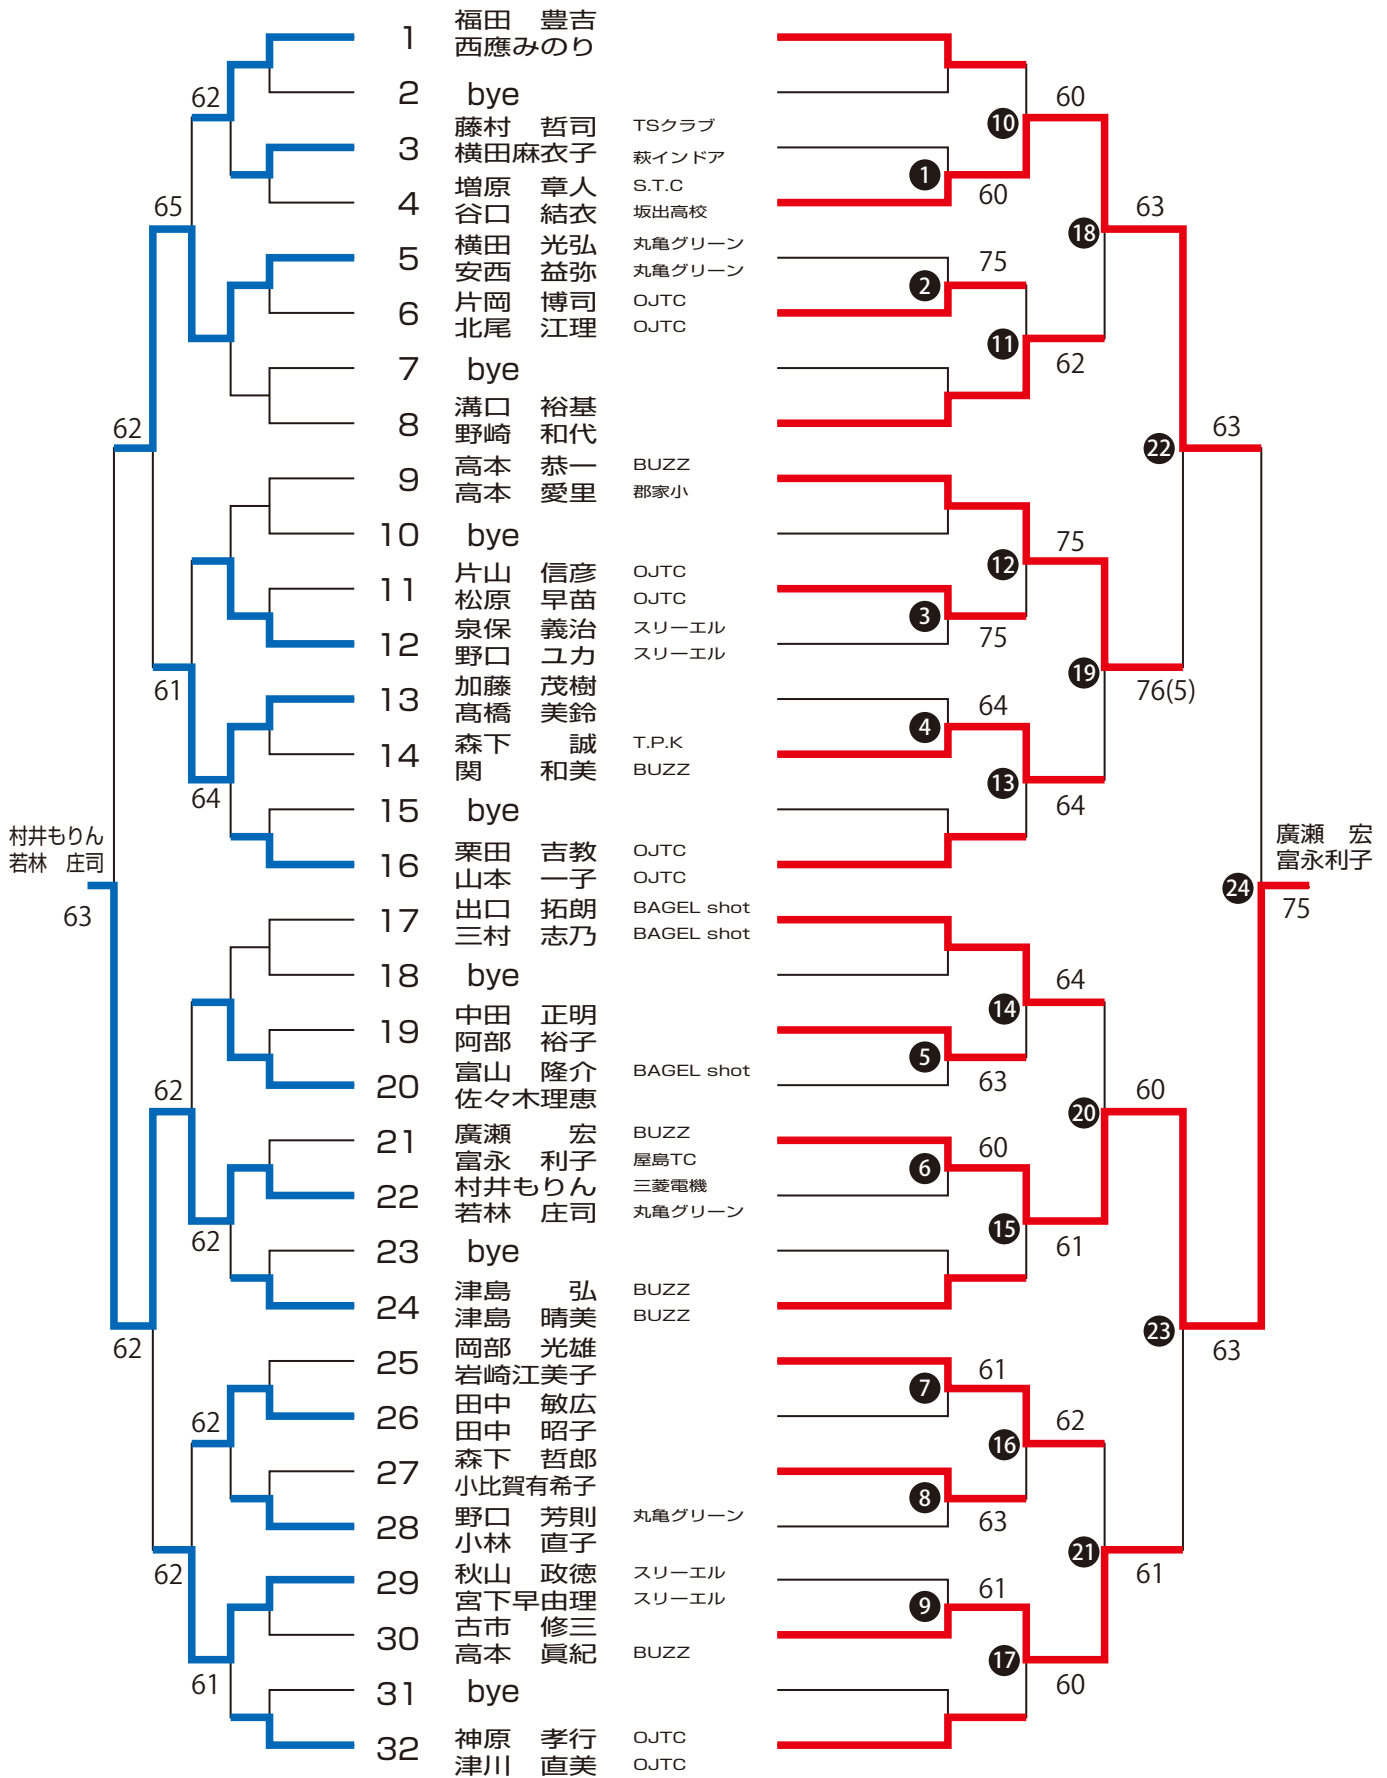 1 福田 豊吉
西應みのり
2 bye
藤村 哲司 TSクラブ
3 横田麻衣子 萩インドア
増原 章人 S.T.C
4 谷口 結衣 坂出高校
5 横田 光弘 丸亀グリーン
安西 益弥 丸亀グリーン
6 片岡 博司 OJTC
北尾 江理 OJTC
7 bye
溝口 裕基
8 野崎 和代
9 高本 恭一 BUZZ
高本 愛里 郡家小
10 bye
11 片山 信彦 OJTC
松原 早苗 OJTC
12 泉保 義治 スリーエル
野口 ユカ スリーエル
13 加藤 茂樹
髙橋 美鈴
14 森下 誠 T.P.K
関 和美 BUZZ
15 bye
16 栗田 吉教 OJTC
山本 一子 OJTC
17 出口 拓朗 BAGEL shot
三村 志乃 BAGEL shot
18 bye
19 中田 正明
阿部 裕子
20 富山 隆介 BAGEL shot
佐々木理恵
21 廣瀬 宏 BUZZ
富永 利子 屋島TC
22 村井もりん 三菱電機
若林 庄司 丸亀グリーン
23 bye
24 津島 弘 BUZZ
津島 晴美 BUZZ
25 岡部 光雄
岩崎江美子
26 田中 敏広
田中 昭子
27 森下 哲郎
小比賀有希子
28 野口 芳則 丸亀グリーン
小林 直子
29 秋山 政徳 スリーエル
宮下早由理 スリーエル
30 古市 修三
高本 眞紀 BUZZ
31 bye
32 神原 孝行 OJTC
津川 直美 OJTC
62
65
62
61
64
村井もりん
若林 庄司
63
62
62
62
62
62
61
10 60
1 60
18 63
2 75
11 62
22 63
12 75
3 75
19 76(5)
4 64
13 64
廣瀬 宏
富永利子
24 75
14 64
5 63
20 60
6 60
15 61
23 63
7 61
16 62
8 63
21 61
9 61
17 60